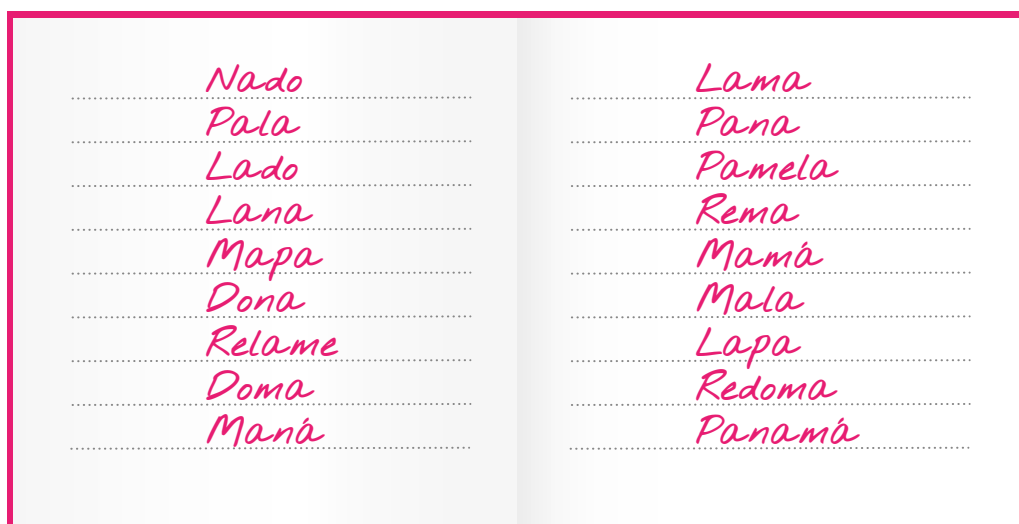 Nado
Pala
Lado
Lana
Mapa
Dona
Relame
Doma
Maná
Lama
Pana
Pamela
Rema
Mamá
Mala
Lapa
Redoma
Panamá